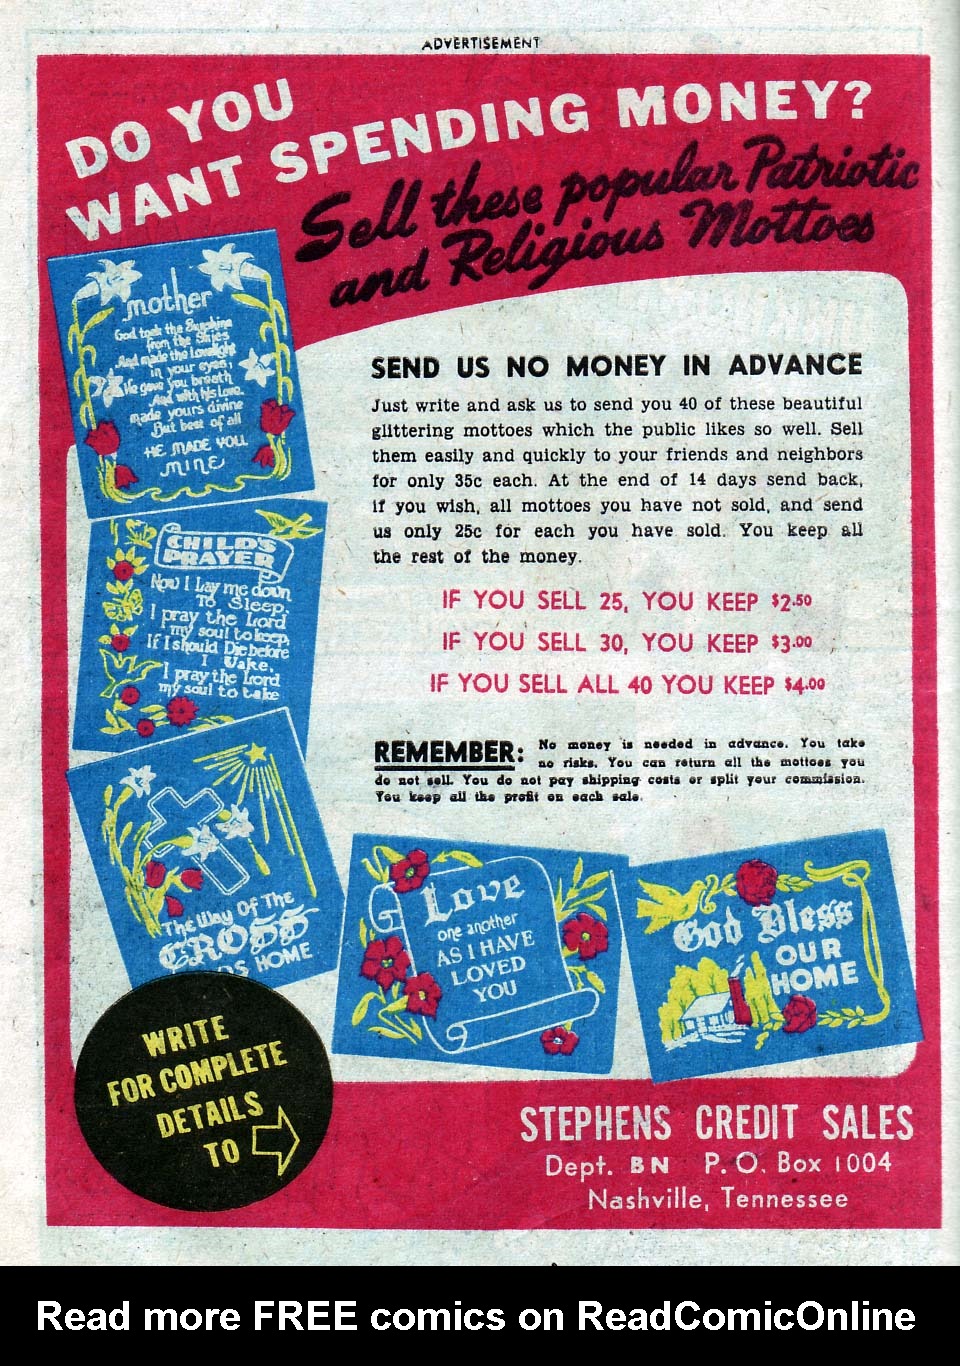 ADVERTISEMENT
DO YOU
WANT SPENDING MONEY?
Sell these popular Patriotic
and Religious Mottoes
mother
God took the Sunshine
from the Skies
And made the Lovelight
in your eyes,
He gave you breath
And with his Love
made yours divine
But best of all
HE MADE YOU
MINE
SEND US NO MONEY IN ADVANCE
Just write and ask us to send you 40 of these beautiful
glittering mottoes which the public likes so well. Sell
them easily and quickly to your friends and neighbors
for only 35c each. At the end of 14 days send back,
if you wish, all mottoes you have not sold, and send
us only 25c for each you have sold. You keep all
the rest of the money.
CHILD'S
PRAYER
Now I Lay me down
To Sleep,
I pray the Lord
my soul to keep,
If I should Die before
I Wake,
I pray the Lord
my soul to take
IF YOU SELL 25, YOU KEEP $2.50
IF YOU SELL 30, YOU KEEP $3.00
IF YOU SELL ALL 40 YOU KEEP $4.00
REMEMBER: No money is needed in advance. You take
no risks. You can return all the mottoes you
do not sell. You do not pay shipping costs or split your commission.
You keep all the profit on each sale.
The Way Of The
CROSS
HOME
Love
one another
AS I HAVE
LOVED
YOU
God Bless
OUR
HOME
WRITE
FOR COMPLETE
DETAILS
TO
STEPHENS CREDIT SALES
Dept. BN P. O. Box 1004
Nashville, Tennessee
Read more FREE comics on ReadComicOnline